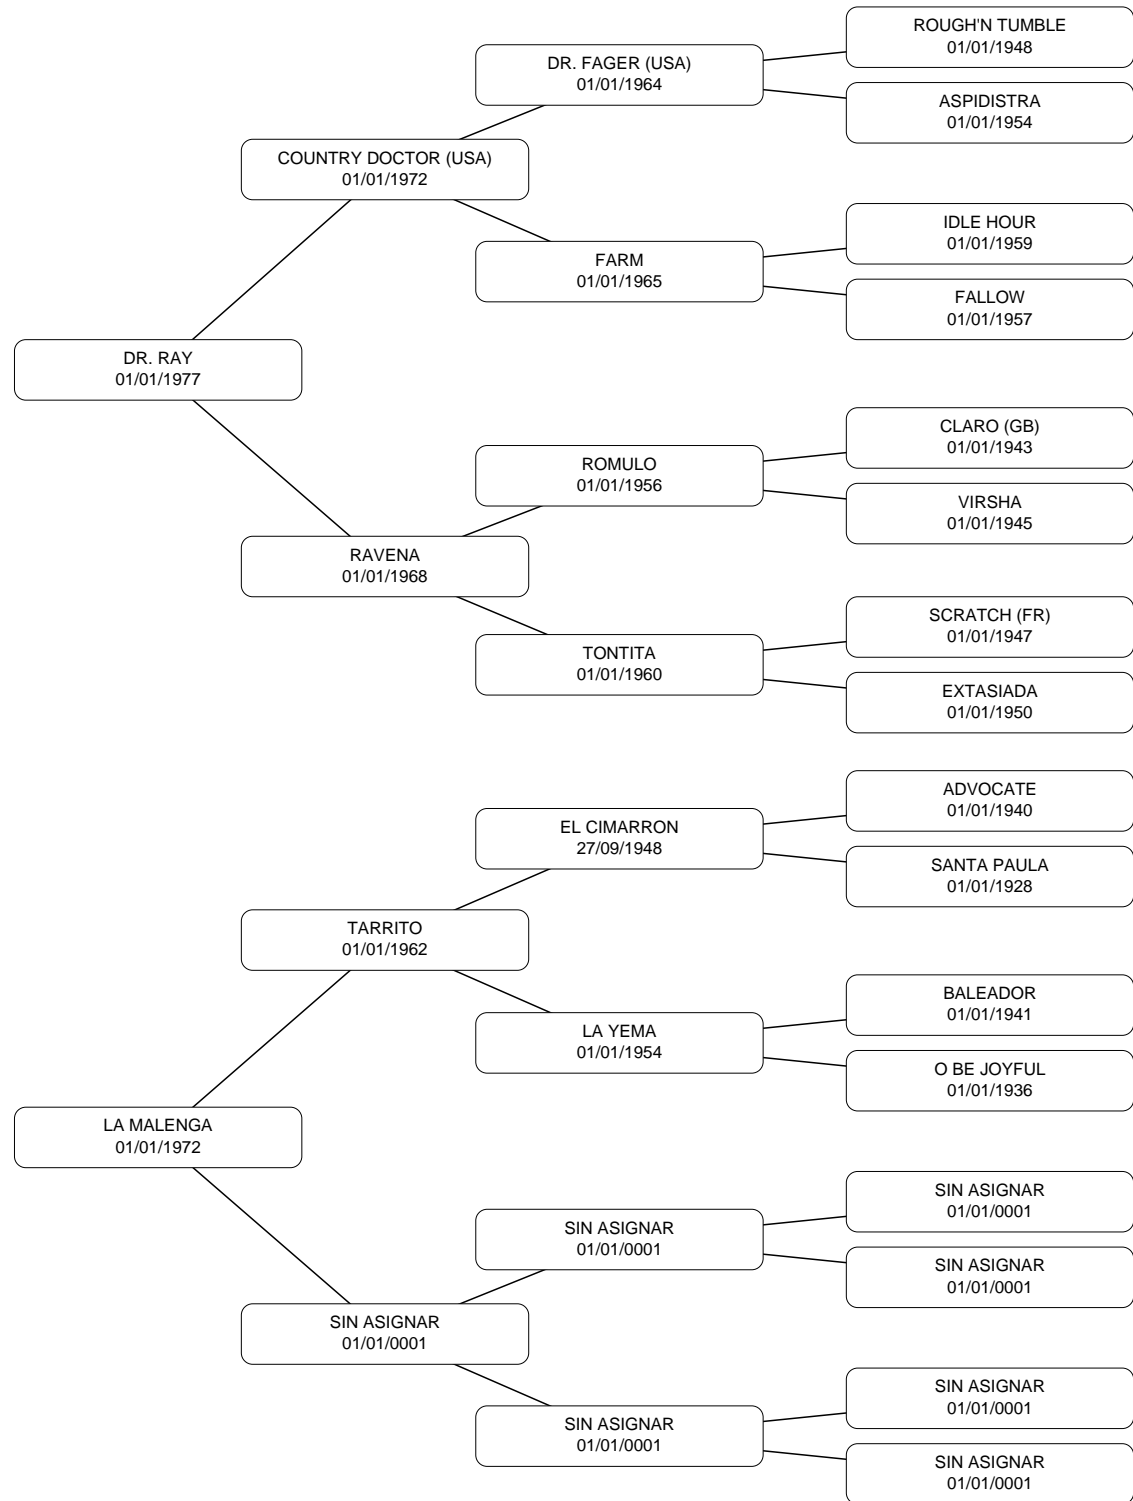 ROUGH'N TUMBLE
01/01/1948
DR. FAGER (USA)
01/01/1964
ASPIDISTRA
01/01/1954
COUNTRY DOCTOR (USA)
01/01/1972
IDLE HOUR
01/01/1959
FARM
01/01/1965
FALLOW
01/01/1957
DR. RAY
01/01/1977
CLARO (GB)
01/01/1943
ROMULO
01/01/1956
VIRSHA
01/01/1945
RAVENA
01/01/1968
SCRATCH (FR)
01/01/1947
TONTITA
01/01/1960
EXTASIADA
01/01/1950
ADVOCATE
01/01/1940
EL CIMARRON
27/09/1948
SANTA PAULA
01/01/1928
TARRITO
01/01/1962
BALEADOR
01/01/1941
LA YEMA
01/01/1954
O BE JOYFUL
01/01/1936
LA MALENGA
01/01/1972
SIN ASIGNAR
01/01/0001
SIN ASIGNAR
01/01/0001
SIN ASIGNAR
01/01/0001
SIN ASIGNAR
01/01/0001
SIN ASIGNAR
01/01/0001
SIN ASIGNAR
01/01/0001
SIN ASIGNAR
01/01/0001